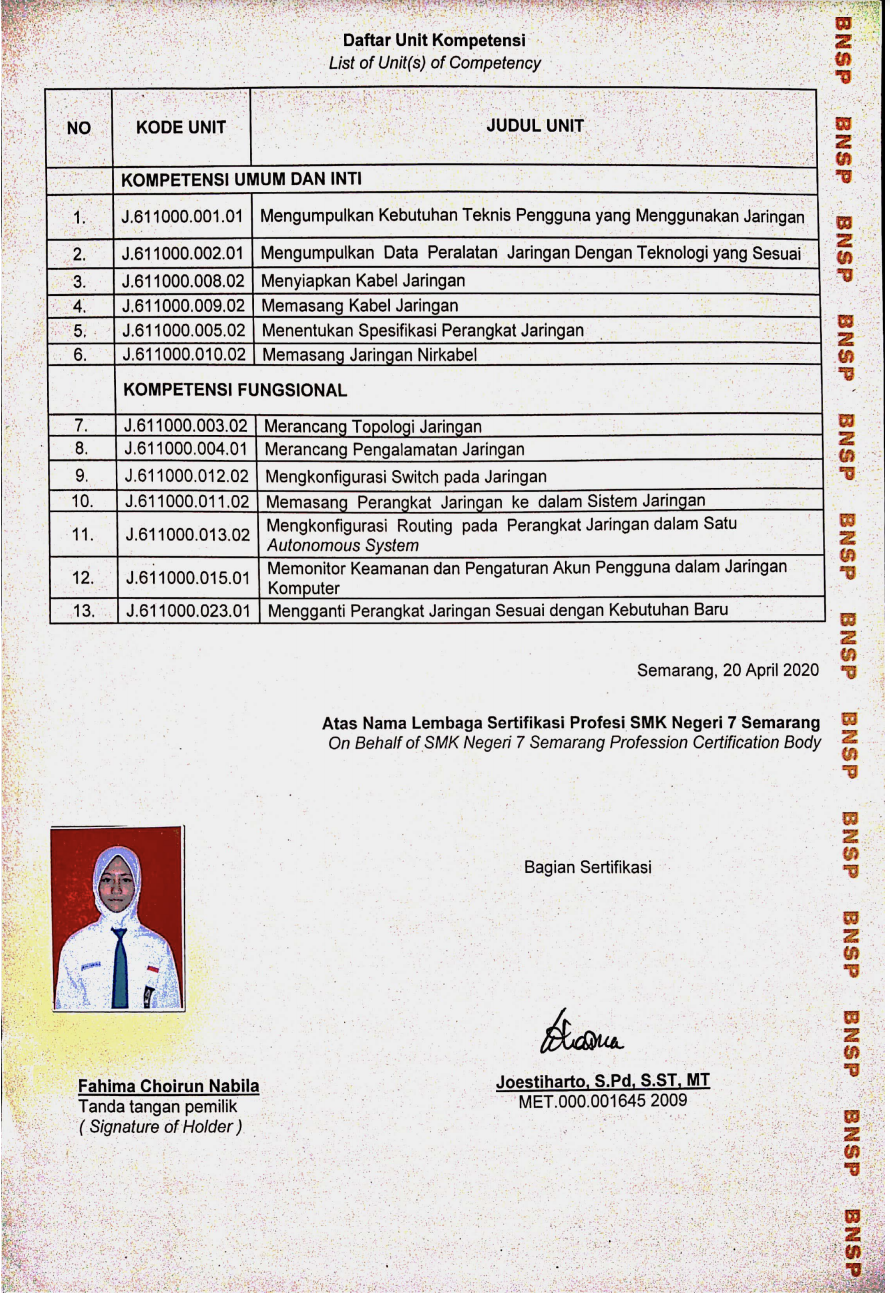 Daftar Unit Kompetensi
List of Unit(s) of Competency
NO KODE UNIT JUDUL UNIT
KOMPETENSI UMUM DAN INTI
1. J.611000.001.01 Mengumpulkan Kebutuhan Teknis Pengguna yang Menggunakan Jaringan
2. J.611000.002.01 Mengumpulkan Data Peralatan Jaringan Dengan Teknologi yang Sesuai
3. J.611000.008.02 Menyiapkan Kabel Jaringan
4. J.611000.009.02 Memasang Kabel Jaringan
5. J.611000.005.02 Menentukan Spesifikasi Perangkat Jaringan
6. J.611000.010.02 Memasang Jaringan Nirkabel
KOMPETENSI FUNGSIONAL
7. J.611000.003.02 Merancang Topologi Jaringan
8. J.611000.004.01 Merancang Pengalamatan Jaringan
9. J.611000.012.02 Mengkonfigurasi Switch pada Jaringan
10. J.611000.011.02 Memasang Perangkat Jaringan ke dalam Sistem Jaringan
11. J.611000.013.02 Mengkonfigurasi Routing pada Perangkat Jaringan dalam Satu
Autonomous System
12. J.611000.015.01 Memonitor Keamanan dan Pengaturan Akun Pengguna dalam Jaringan
Komputer
13. J.611000.023.01 Mengganti Perangkat Jaringan Sesuai dengan Kebutuhan Baru
Semarang, 20 April 2020
Atas Nama Lembaga Sertifikasi Profesi SMK Negeri 7 Semarang
On Behalf of SMK Negeri 7 Semarang Profession Certification Body
Bagian Sertifikasi
Joestiharto, S.Pd, S.ST, MT
MET.000.001645 2009
Fahima Choirun Nabila
Tanda tangan pemilik
( Signature of Holder )
BNSP
BNSP
BNSP
BNSP
BNSP
BNSP
BNSP
BNSP
BNSP
BNSP
BNSP
BNSP
BNSP